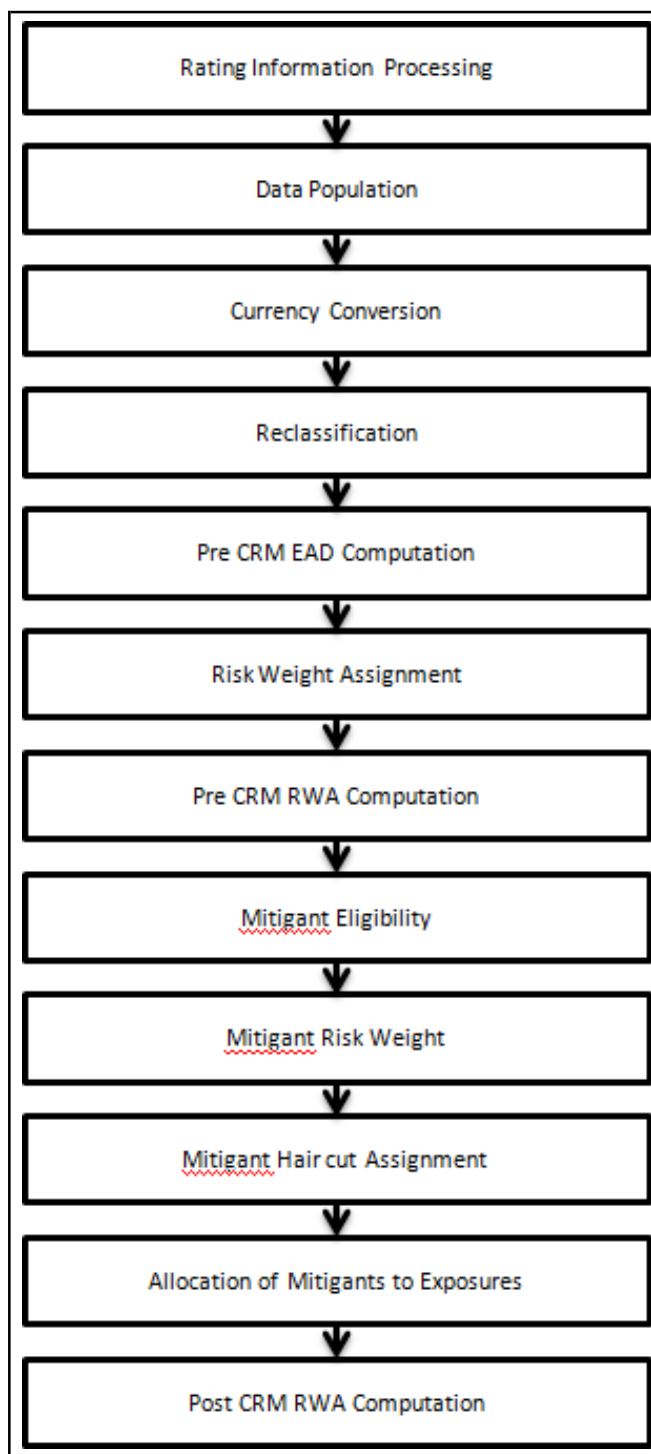 Rating Information Processing
Data Population
Currency Conversion
Reclassification
Pre CRM EAD Computation
Risk Weight Assignment
Pre CRM RWA Computation
Mitigant Eligibility
Mitigant Risk Weight
Mitigant Hair cut Assignment
Allocation of Mitigants to Exposures
Post CRM RWA Computation